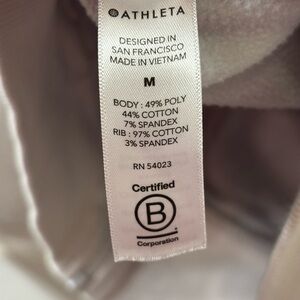 ATHLETA
DESIGNED IN
SAN FRANCISCO
MADE IN VIETNAM
M
BODY : 49% POLY
44% COTTON
7% SPANDEX
RIB : 97% COTTON
3% SPANDEX
RN 54023
Certified
B
Corporation